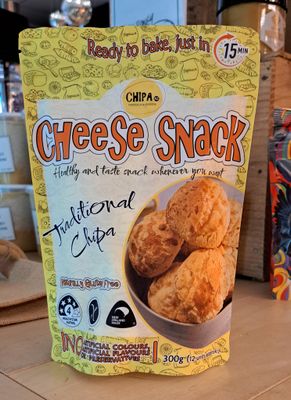 Ready to bake, just in
15
MIN
CHIPA
CHEESE SNACK
Healthy and taste snack whenever you want
Traditional
Chipa
Naturally Gluten Free
NO
ARTIFICIAL COLOURS,
ARTIFICIAL FLAVOURS
OR PRESERVATIVES
!
300g